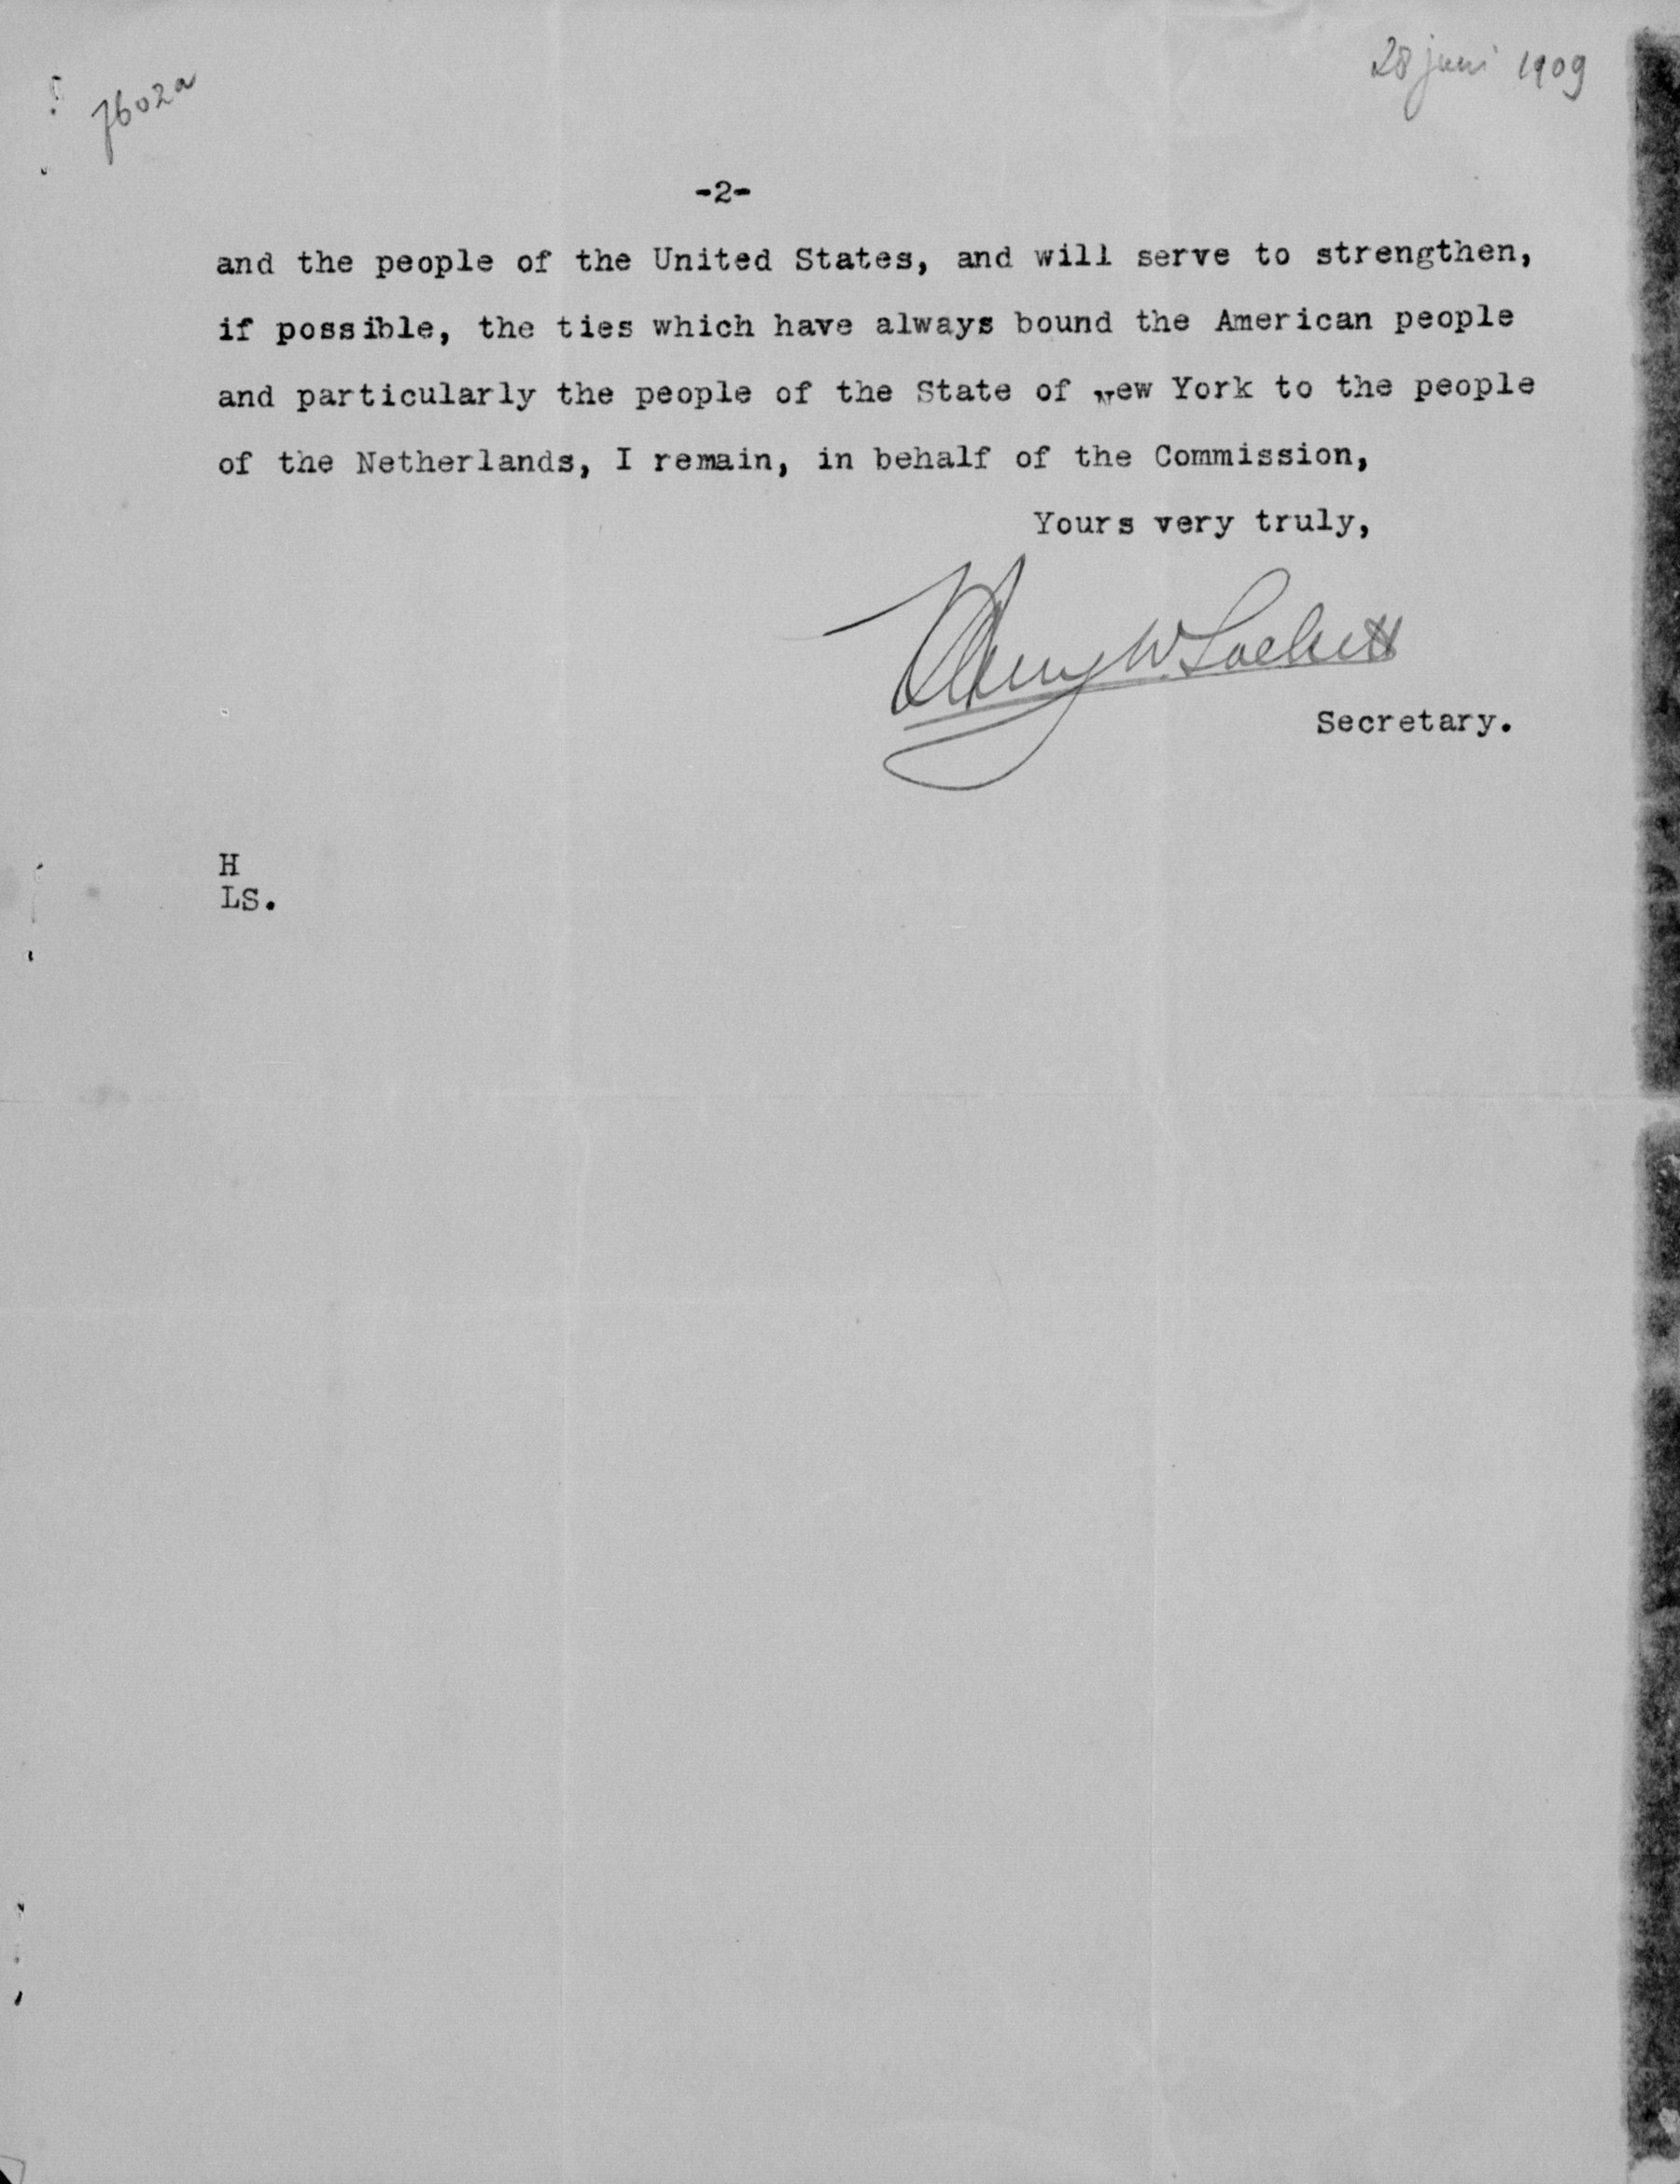 7602a
28 juni 1909
-2-
and the people of the United States, and will serve to strengthen,
if possible, the ties which have always bound the American people
and particularly the people of the State of New York to the people
of the Netherlands, I remain, in behalf of the Commission,
Yours very truly,
Henry W. Sackett
Secretary.
H
LS.